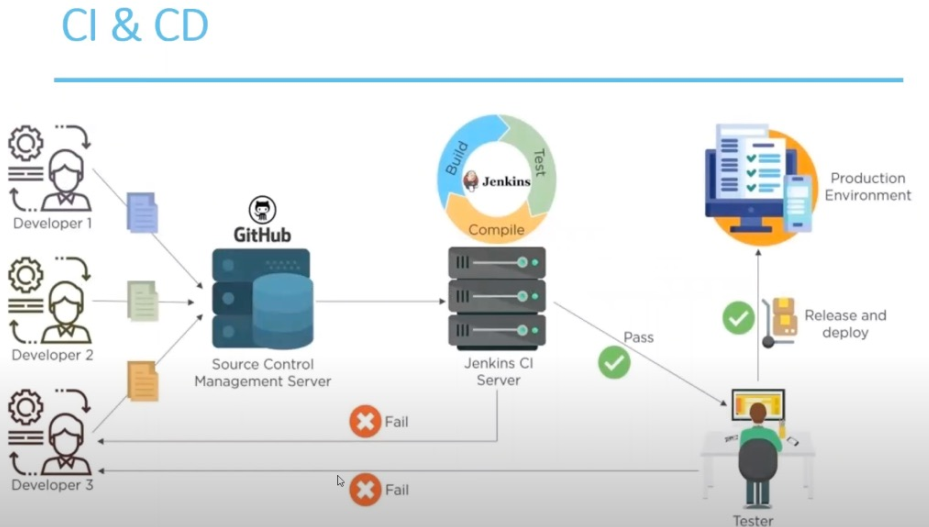 CI & CD
Developer 1
Developer 2
Developer 3
GitHub
Source Control
Management Server
Build
Test
Jenkins
Compile
Jenkins CI
Server
Pass
Fail
Fail
Production
Environment
Release and
deploy
Tester